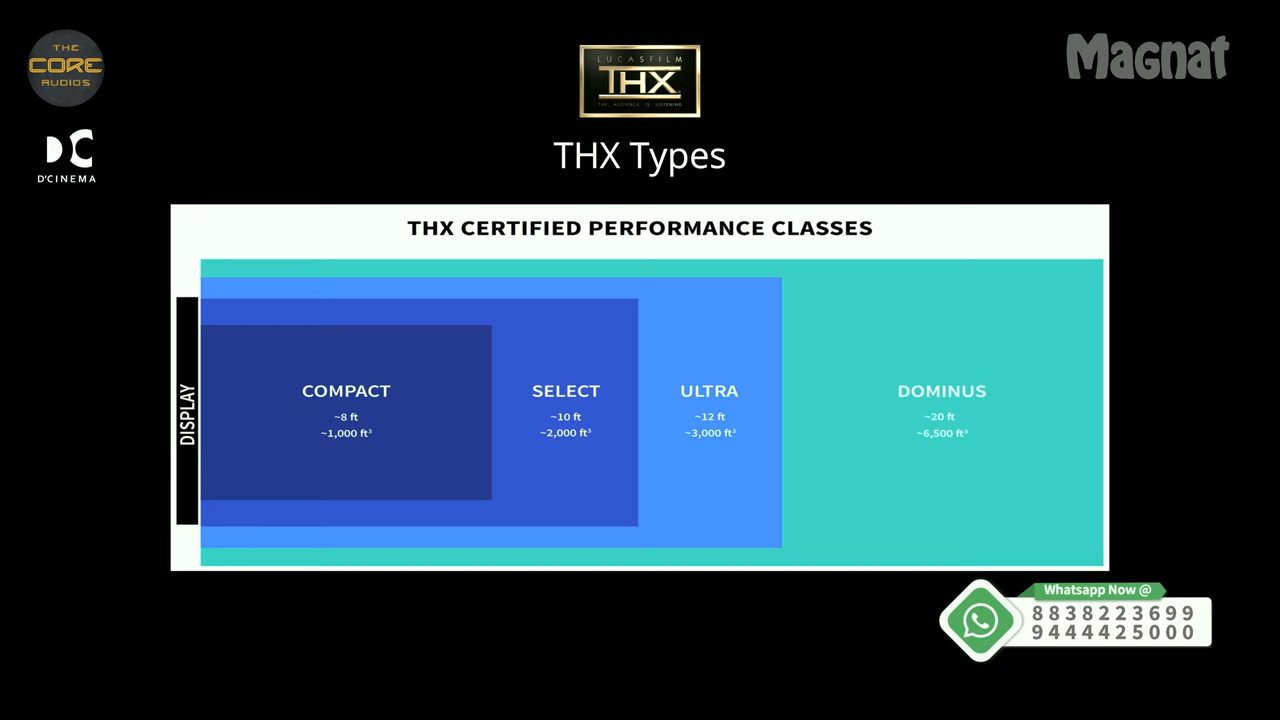 THE
CORE
AUDIOS
DC
D'CINEMA
LUCASFILM
THX
THE AUDIENCE IS LISTENING
Magnat
THX Types
THX CERTIFIED PERFORMANCE CLASSES
DISPLAY
COMPACT
~8 ft
~1,000 ft³
SELECT
~10 ft
~2,000 ft³
ULTRA
~12 ft
~3,000 ft³
DOMINUS
~20 ft
~6,500 ft³
Whatsapp Now @
8838223699
9444425000